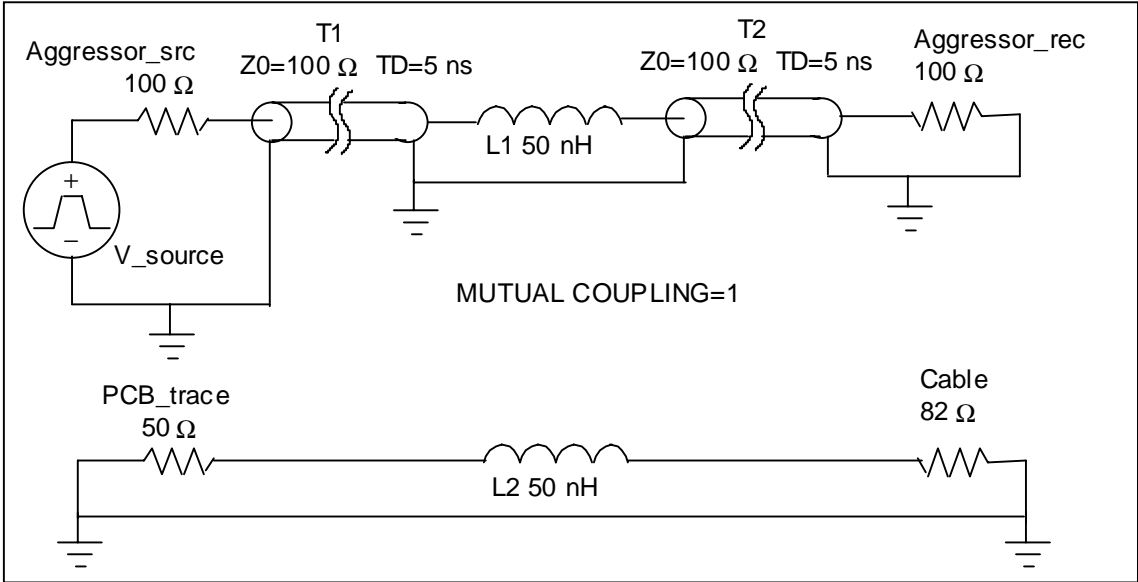 T1
Aggressor_src
100 Ω
Z0=100 Ω TD=5 ns
T2
Z0=100 Ω TD=5 ns
Aggressor_rec
100 Ω
L1 50 nH
+
−
V_source
MUTUAL COUPLING=1
PCB_trace
50 Ω
Cable
82 Ω
L2 50 nH